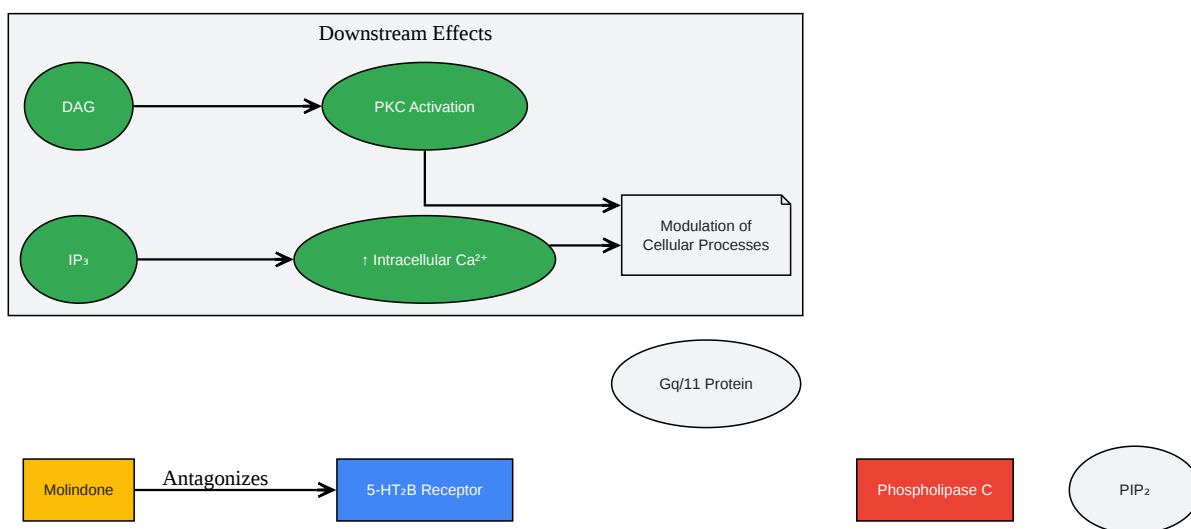 Downstream Effects
DAG
PKC Activation
Modulation of
Cellular Processes
IP₃
↑ Intracellular Ca²⁺
Gq/11 Protein
Molindone
Antagonizes
5-HT₂B Receptor
Phospholipase C
PIP₂